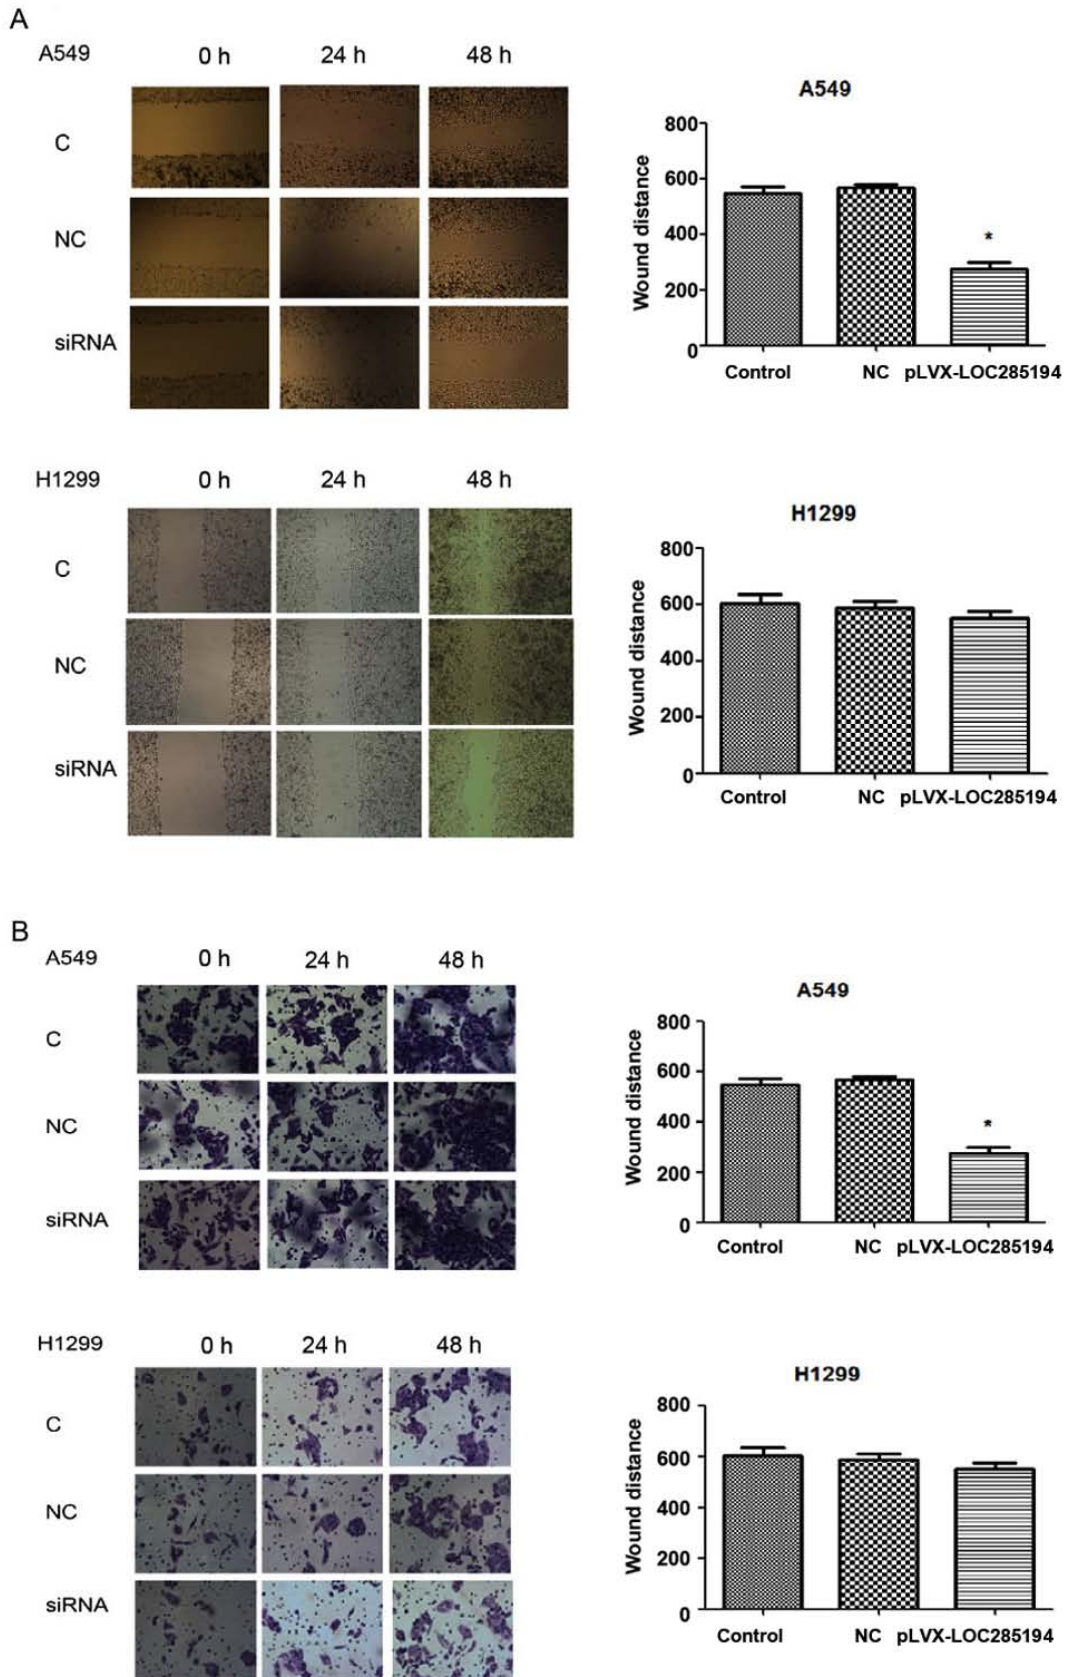 A
A549 0 h 24 h 48 h
C
NC
siRNA
A549
Wound distance
800
600
400
200
0
*
Control NC pLVX-LOC285194
H1299 0 h 24 h 48 h
C
NC
siRNA
H1299
Wound distance
800
600
400
200
0
Control NC pLVX-LOC285194
B
A549 0 h 24 h 48 h
C
NC
siRNA
A549
Wound distance
800
600
400
200
0
*
Control NC pLVX-LOC285194
H1299 0 h 24 h 48 h
C
NC
siRNA
H1299
Wound distance
800
600
400
200
0
Control NC pLVX-LOC285194